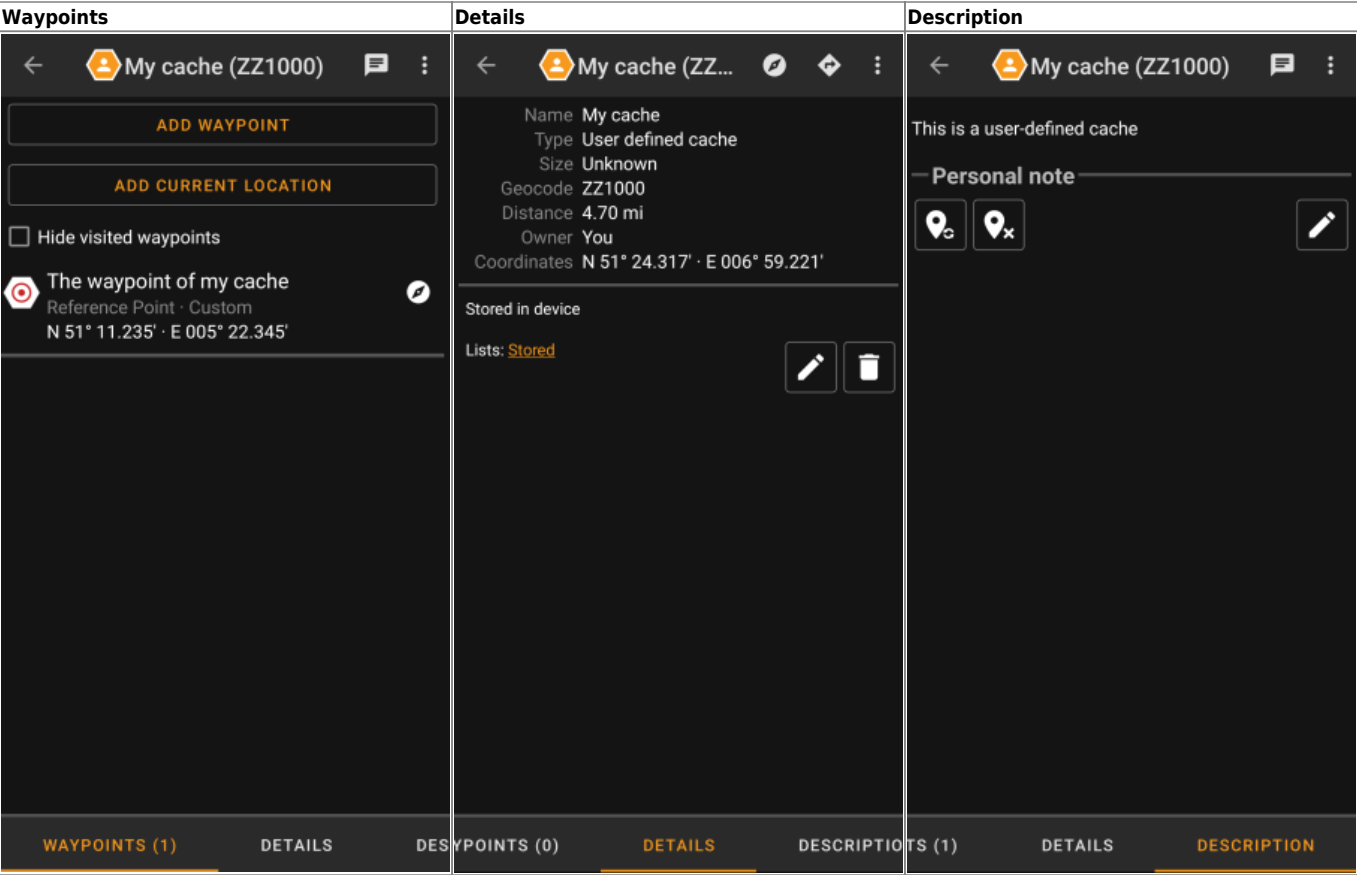 Waypoints
My cache (ZZ1000)
ADD WAYPOINT
ADD CURRENT LOCATION
Hide visited waypoints
The waypoint of my cache
Reference Point · Custom
N 51° 11.235' · E 005° 22.345'
WAYPOINTS (1) DETAILS DES
Details
My cache (ZZ...
Name My cache
Type User defined cache
Size Unknown
Geocode ZZ1000
Distance 4.70 mi
Owner You
Coordinates N 51° 24.317' · E 006° 59.221'
Stored in device
Lists: Stored
YPOINTS (0) DETAILS DESCRIPTIO
Description
My cache (ZZ1000)
This is a user-defined cache
Personal note
TS (1) DETAILS DESCRIPTION